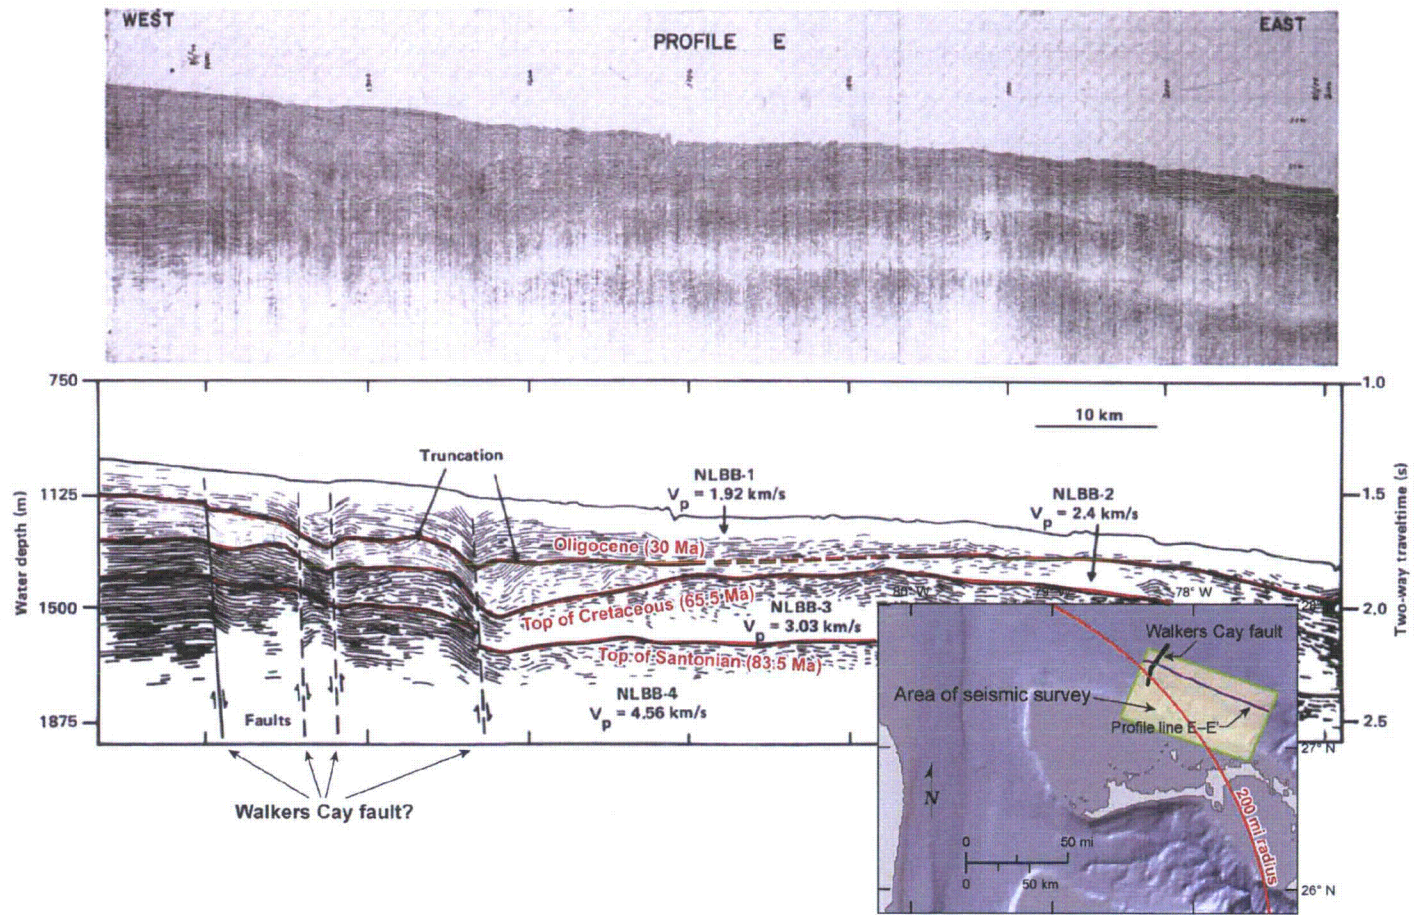 WEST
EAST
PROFILE E
750
1.0
10 km
Truncation
NLBB-1
Vp = 1.92 km/s
NLBB-2
Vp = 2.4 km/s
1125
1.5
Oligocene (30 Ma)
Water depth (m)
Two-way traveltime (s)
1500
2.0
Top of Cretaceous (65.5 Ma)
NLBB-3
Vp = 3.03 km/s
Top of Santonian (83.5 Ma)
NLBB-4
Vp = 4.56 km/s
1875
2.5
Faults
Walkers Cay fault?
78° W
Walkers Cay fault
Area of seismic survey
Profile line E–E'
27° N
N
200 mi radius
0
50 mi
0
50 km
26° N